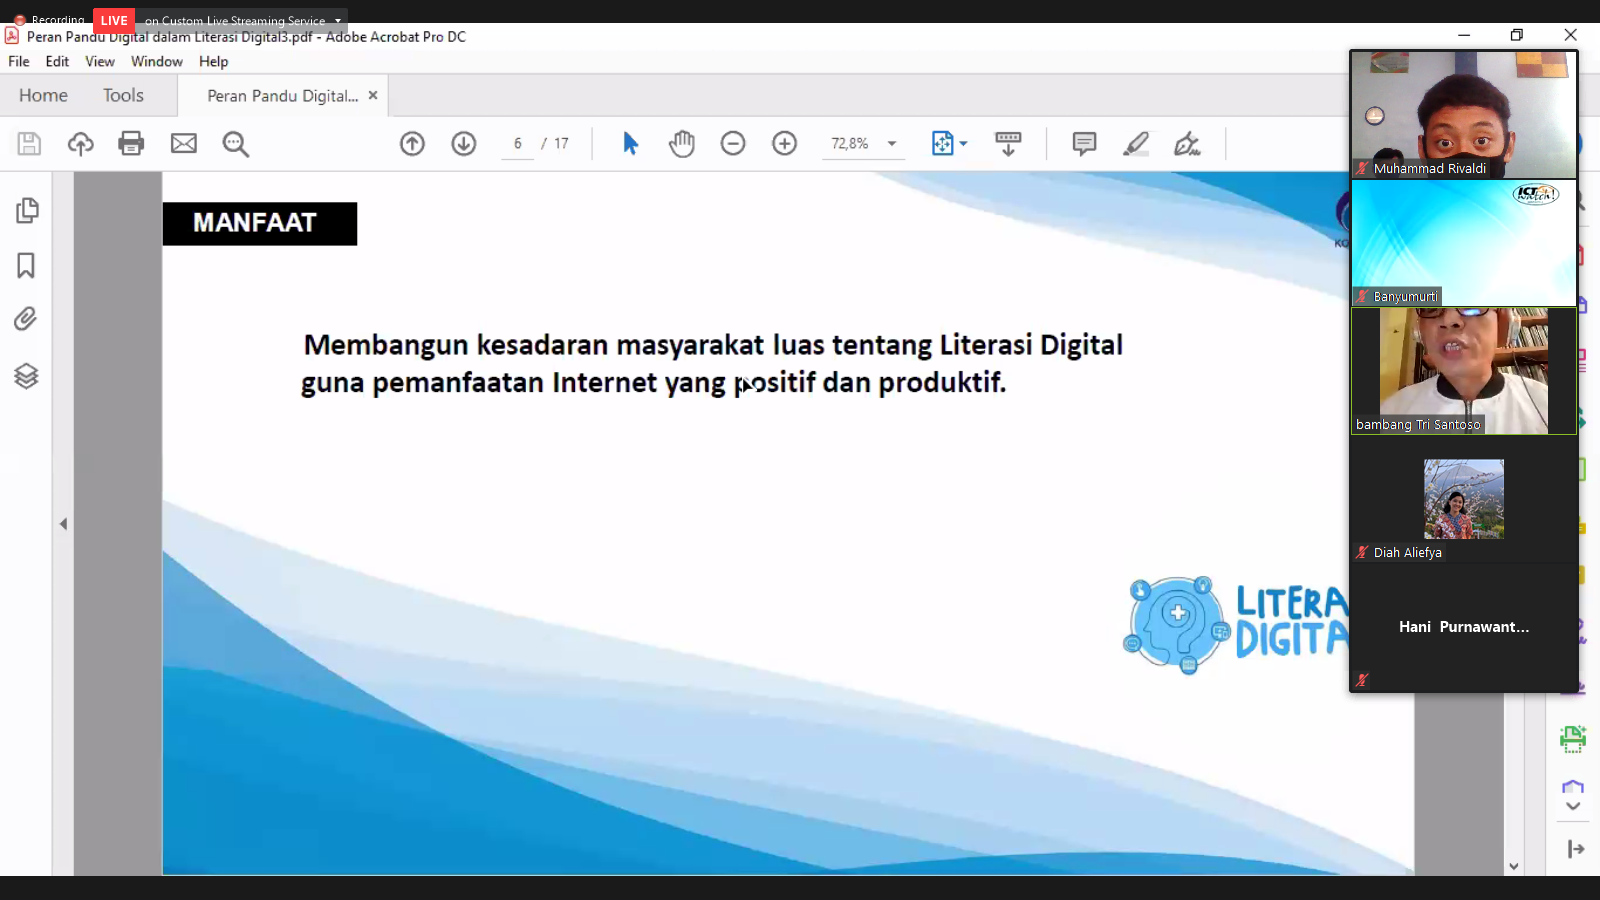 Recording
LIVE on Custom Live Streaming Service
Peran Pandu Digital dalam Literasi Digital3.pdf - Adobe Acrobat Pro DC
File Edit View Window Help
Home Tools Peran Pandu Digital...
6 / 17 72,8%
MANFAAT
Membangun kesadaran masyarakat luas tentang Literasi Digital
guna pemanfaatan Internet yang positif dan produktif.
LITERA
DIGITA
Muhammad Rivaldi
ICT
Banyumurti
bambang Tri Santoso
Diah Aliefya
Hani Purnawant...